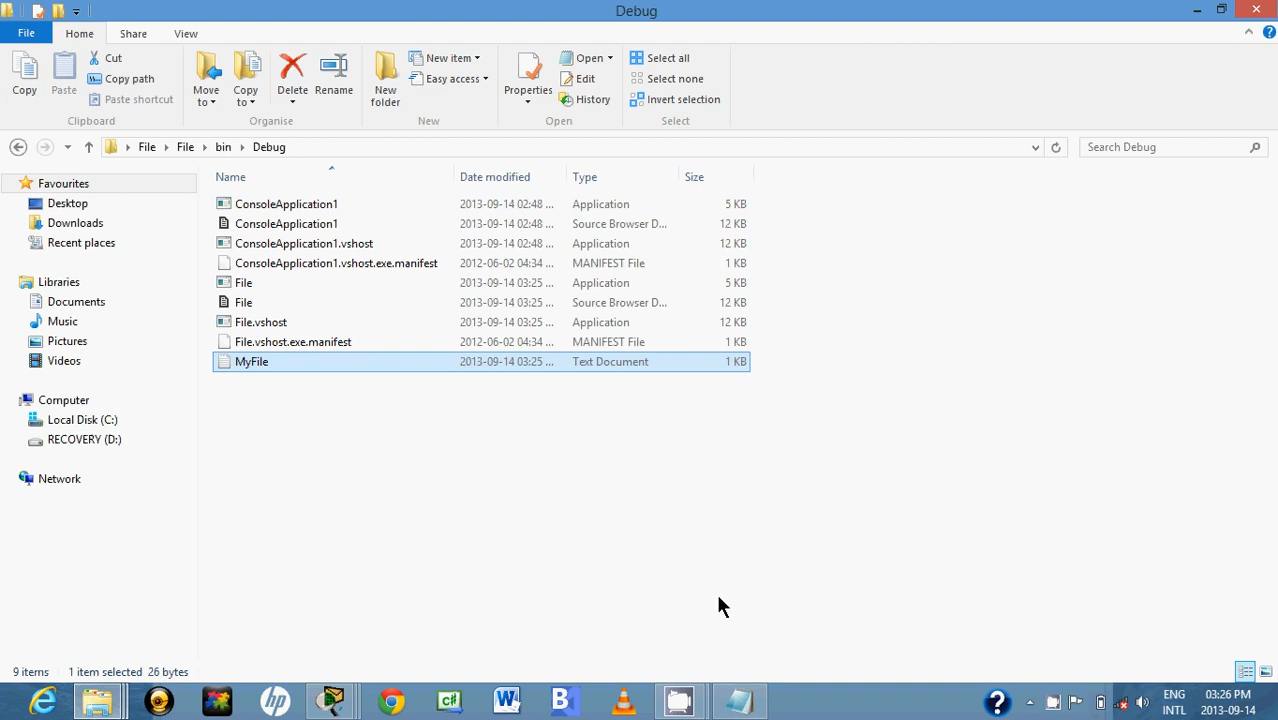 Debug
File Home Share View
Copy Paste Cut Copy path Paste shortcut Move to Copy to Delete Rename New folder New item Easy access Properties Open Edit History Select all Select none Invert selection
Clipboard Organise New Open Select
File File bin Debug Search Debug
Name Date modified Type Size
Favourites
Desktop
Downloads
Recent places
Libraries
Documents
Music
Pictures
Videos
Computer
Local Disk (C:)
RECOVERY (D:)
Network
ConsoleApplication1 2013-09-14 02:48 ... Application 5 KB
ConsoleApplication1 2013-09-14 02:48 ... Source Browser D... 12 KB
ConsoleApplication1.vshost 2013-09-14 02:48 ... Application 12 KB
ConsoleApplication1.vshost.exe.manifest 2012-06-02 04:34 ... MANIFEST File 1 KB
File 2013-09-14 03:25 ... Application 5 KB
File 2013-09-14 03:25 ... Source Browser D... 12 KB
File.vshost 2013-09-14 03:25 ... Application 12 KB
File.vshost.exe.manifest 2012-06-02 04:34 ... MANIFEST File 1 KB
MyFile 2013-09-14 03:25 ... Text Document 1 KB
9 items 1 item selected 26 bytes
ENG 03:26 PM
INTL 2013-09-14